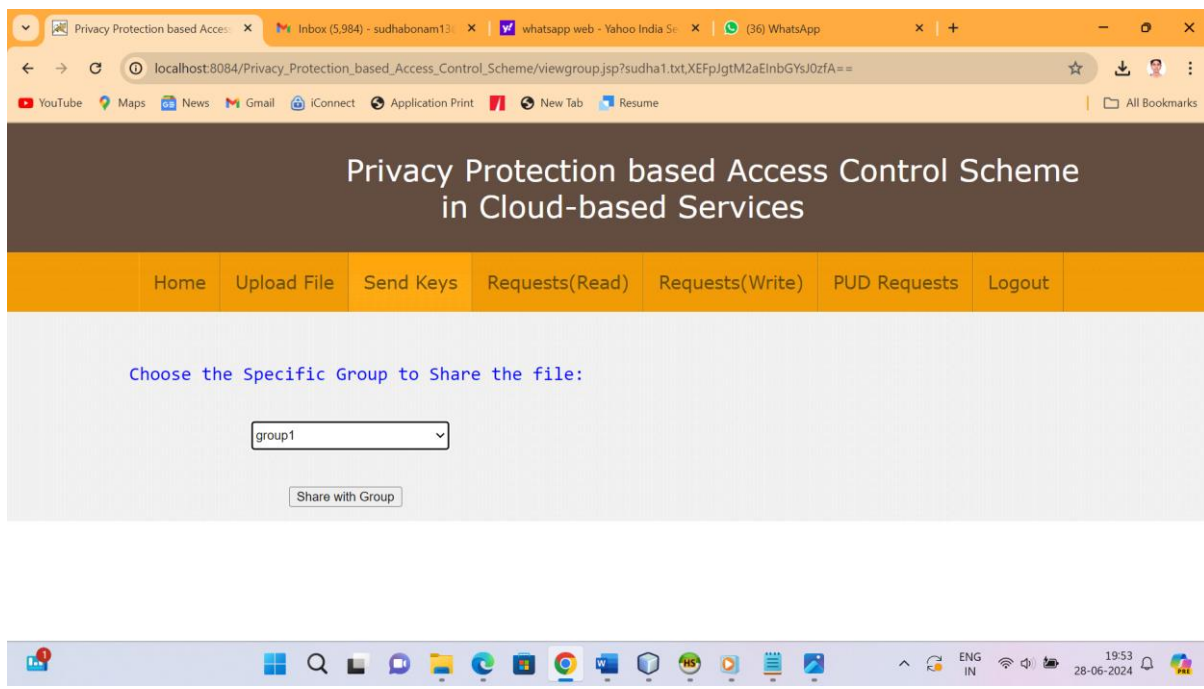 Privacy Protection based Acces
Inbox (5,984) - sudhabonam13
whatsapp web - Yahoo India Se
(36) WhatsApp
localhost:8084/Privacy_Protection_based_Access_Control_Scheme/viewgroup.jsp?sudha1.txt,XEFpJgtM2aEInbGYsJ0zfA==
YouTube Maps News Gmail iConnect Application Print New Tab Resume All Bookmarks
Privacy Protection based Access Control Scheme
in Cloud-based Services
Home Upload File Send Keys Requests(Read) Requests(Write) PUD Requests Logout
Choose the Specific Group to Share the file:
group1
Share with Group
ENG
IN
19:53
28-06-2024